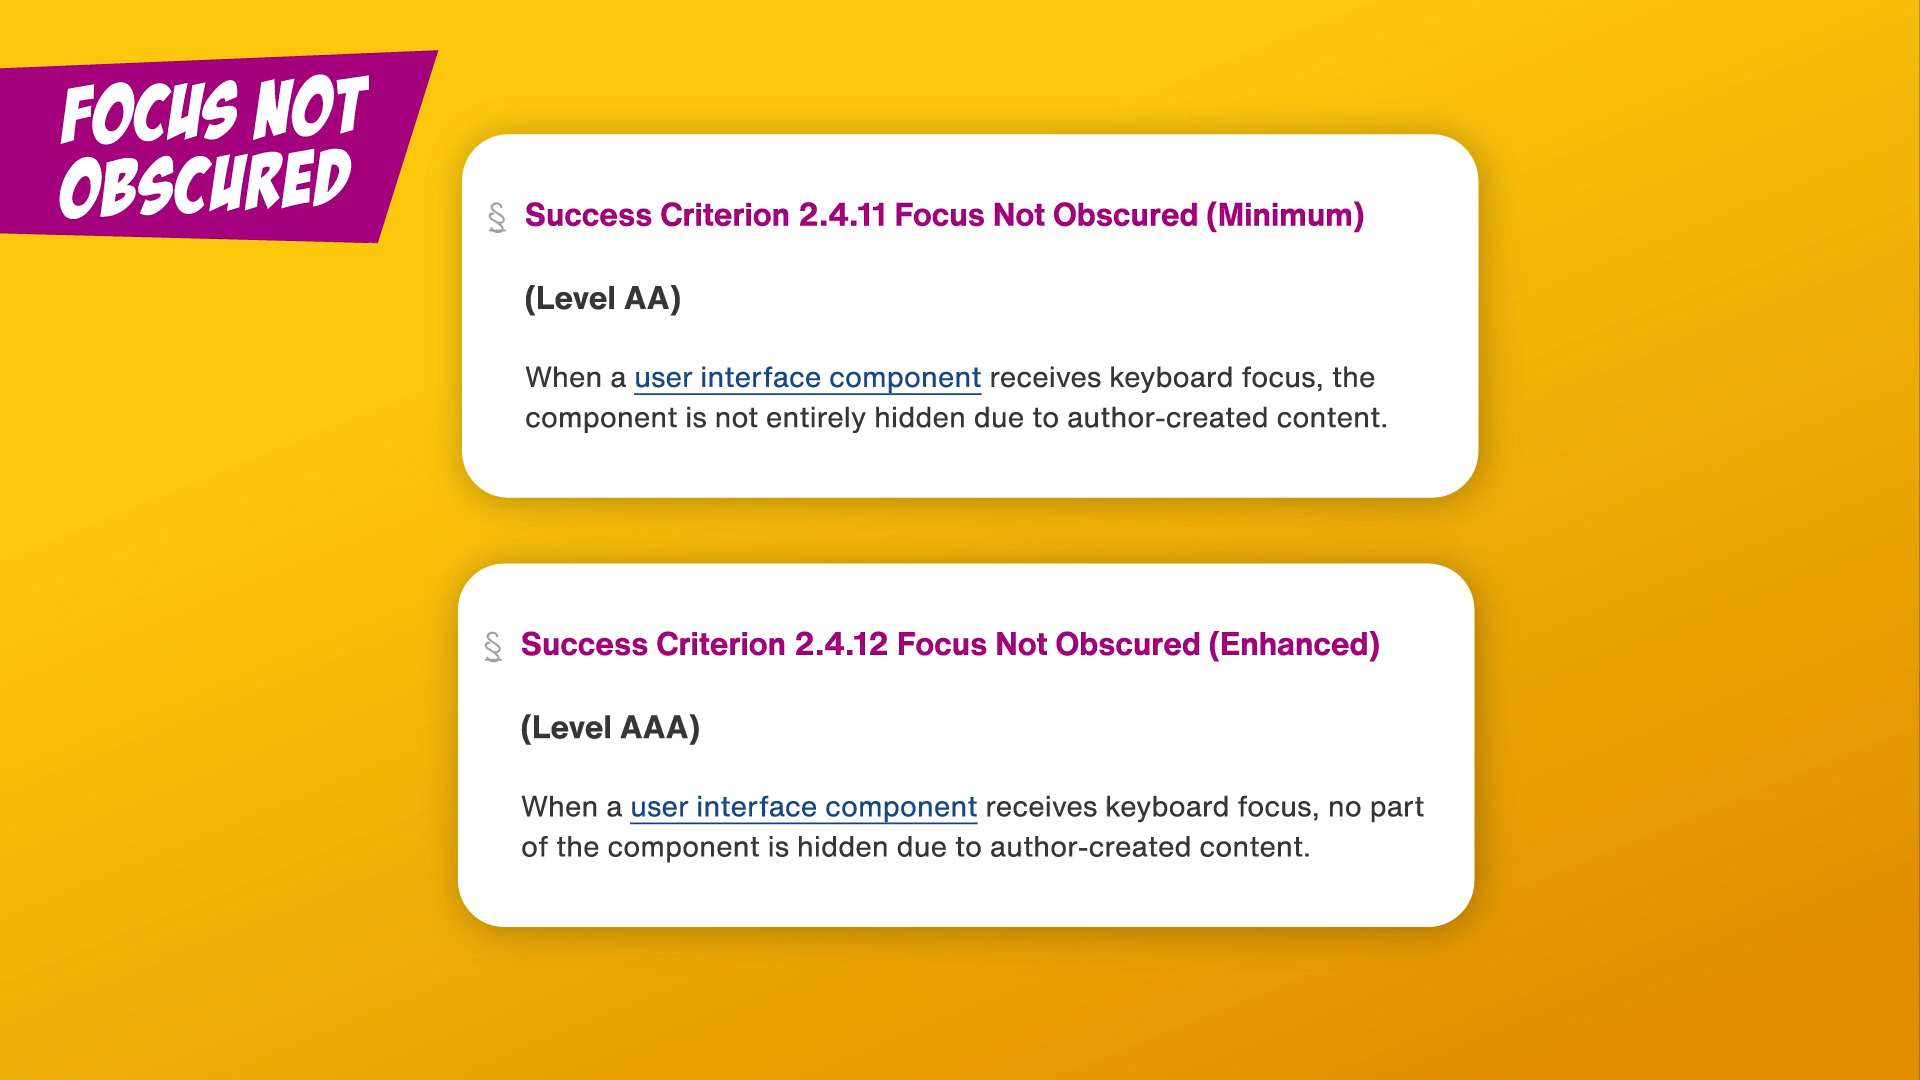 FOCUS NOT
OBSCURED
§ Success Criterion 2.4.11 Focus Not Obscured (Minimum)
(Level AA)
When a user interface component receives keyboard focus, the
component is not entirely hidden due to author-created content.
§ Success Criterion 2.4.12 Focus Not Obscured (Enhanced)
(Level AAA)
When a user interface component receives keyboard focus, no part
of the component is hidden due to author-created content.